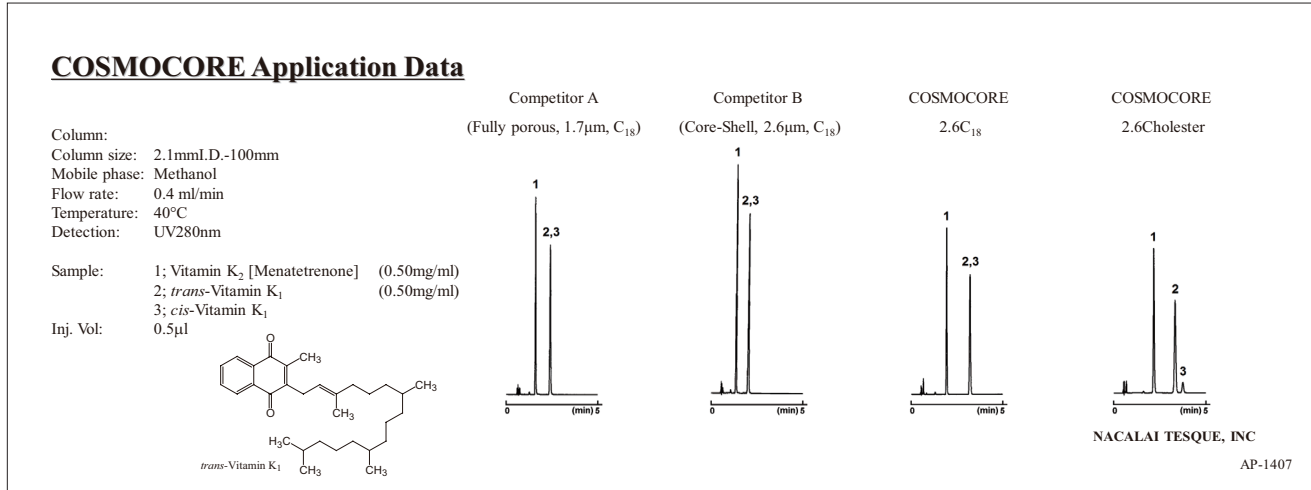 COSMOCORE Application Data
Column:
Column size: 2.1mmI.D.-100mm
Mobile phase: Methanol
Flow rate: 0.4 ml/min
Temperature: 40°C
Detection: UV280nm
Sample: 1; Vitamin K₂ [Menatetrenone] (0.50mg/ml)
2; trans-Vitamin K₁ (0.50mg/ml)
3; cis-Vitamin K₁
Inj. Vol: 0.5μl
O
CH₃
O
CH₃
CH₃
H₃C
CH₃
CH₃
trans-Vitamin K₁
Competitor A
(Fully porous, 1.7μm, C₁₈)
1
2,3
0 (min) 5
Competitor B
(Core-Shell, 2.6μm, C₁₈)
1
2,3
0 (min) 5
COSMOCORE
2.6C₁₈
1
2,3
0 (min) 5
COSMOCORE
2.6Cholester
1
2
3
0 (min) 5
NACALAI TESQUE, INC
AP-1407